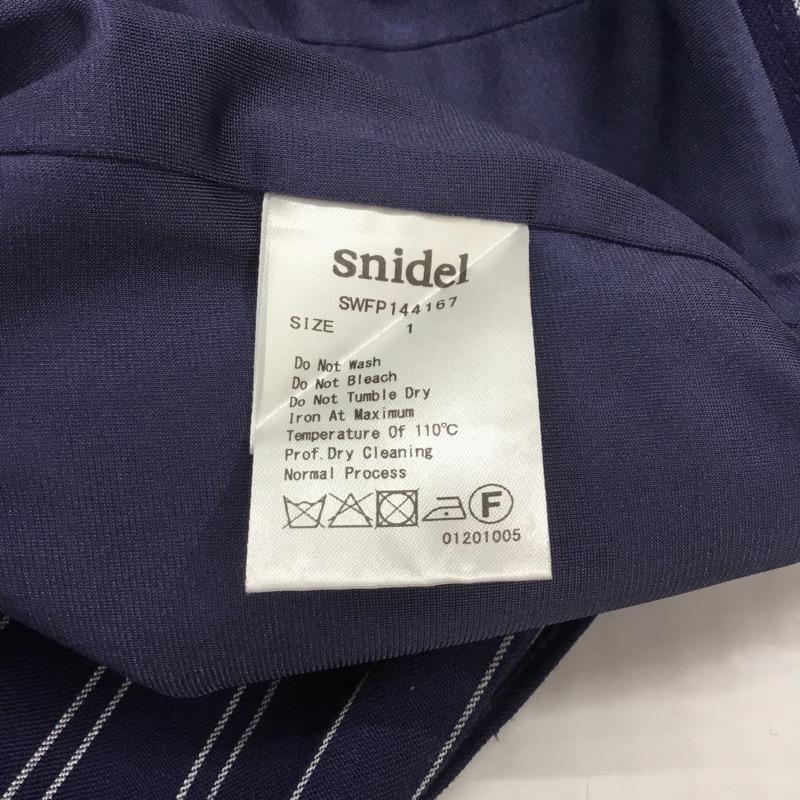 snidel
SWFP144167
SIZE 1
Do Not Wash
Do Not Bleach
Do Not Tumble Dry
Iron At Maximum
Temperature Of 110℃
Prof.Dry Cleaning
Normal Process
F
01201005